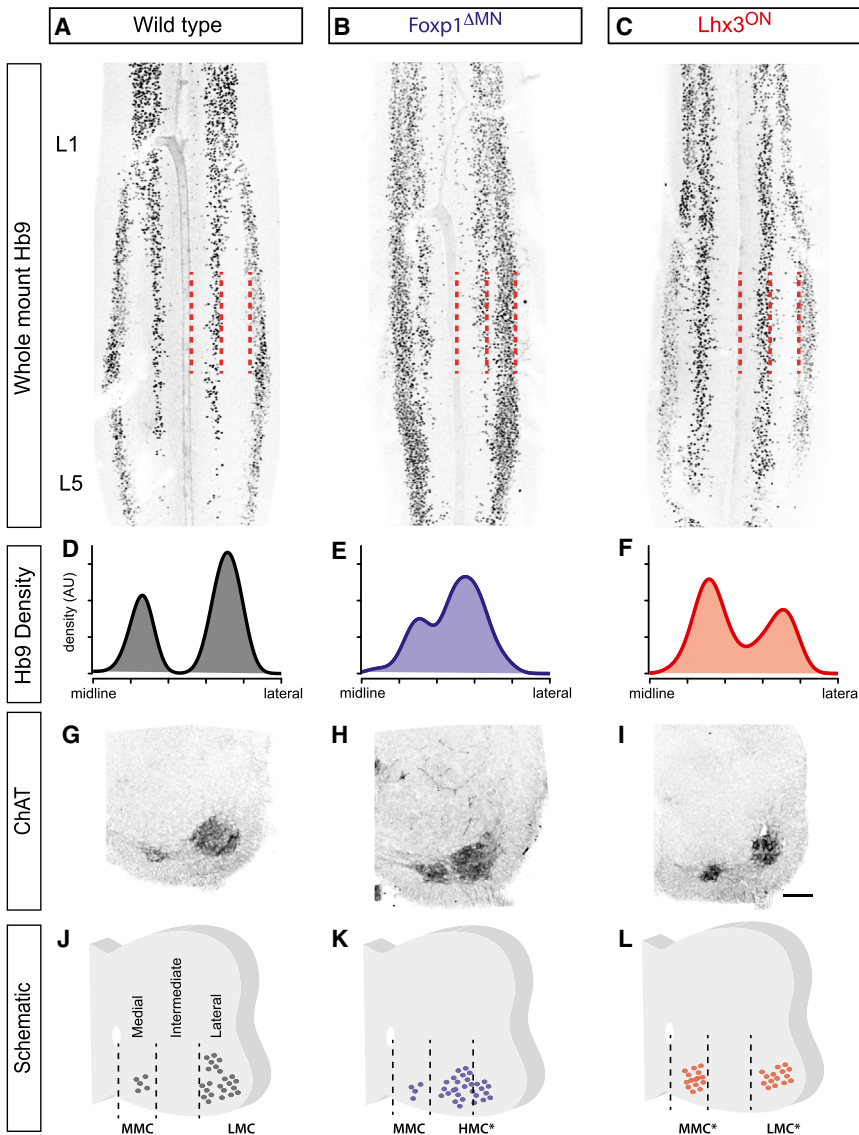 A Wild type
B Foxp1ΔMN
C Lhx3ON
Whole mount Hb9
L1
L5
Hb9 Density
D
density (AU)
midline lateral
E
midline lateral
F
midline latera
ChAT
G
H
I
Schematic
J
Medial
Intermediate
Lateral
MMC LMC
K
MMC HMC*
L
MMC* LMC*